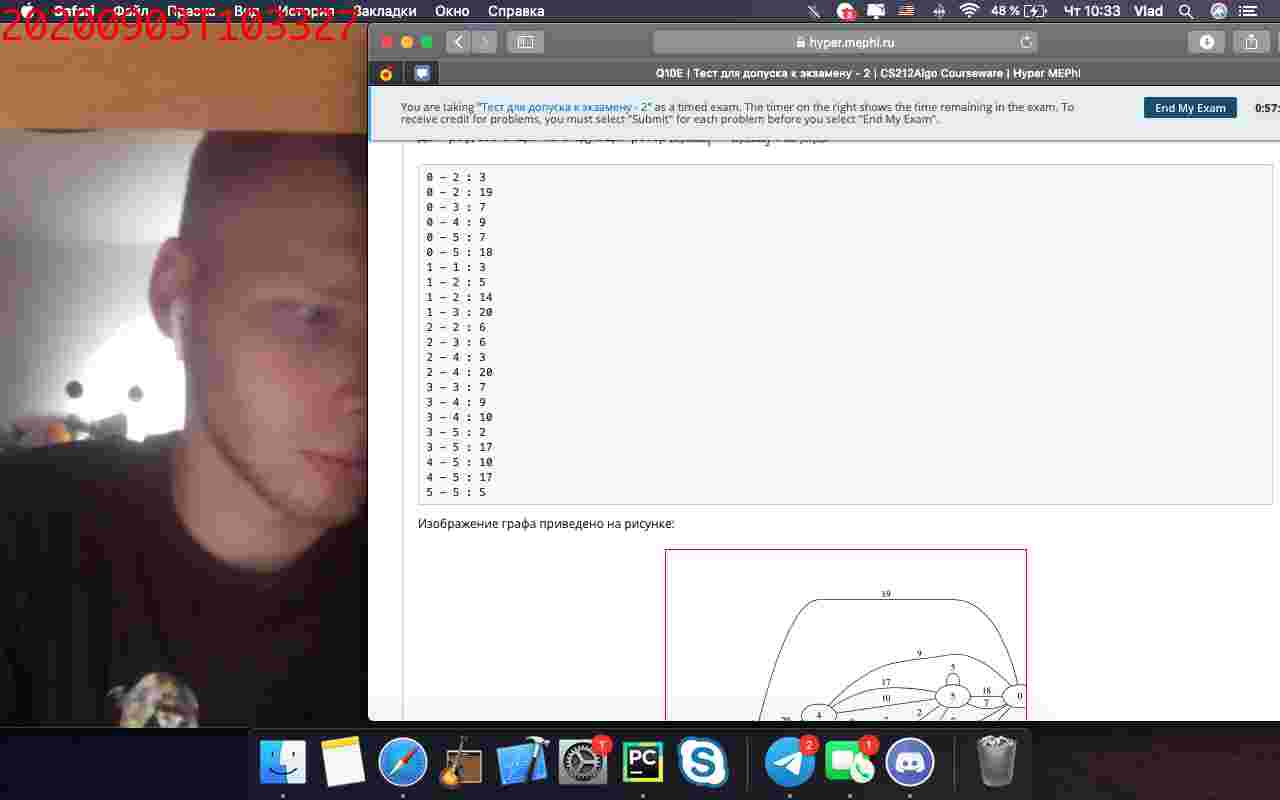 20200903T103327
Safari Файл Правка Вид История Закладки Окно Справка
48 % Чт 10:33 Vlad
hyper.mephi.ru
Q10E | Тест для допуска к экзамену - 2 | CS212Algo Courseware | Hyper MEPhI
You are taking "Тест для допуска к экзамену - 2" as a timed exam. The timer on the right shows the time remaining in the exam. To
receive credit for problems, you must select "Submit" for each problem before you select "End My Exam".
End My Exam
0:57:
0 - 2 : 3
0 - 2 : 19
0 - 3 : 7
0 - 4 : 9
0 - 5 : 7
0 - 5 : 18
1 - 1 : 3
1 - 2 : 5
1 - 2 : 14
1 - 3 : 20
2 - 2 : 6
2 - 3 : 6
2 - 4 : 3
2 - 4 : 20
3 - 3 : 7
3 - 4 : 9
3 - 4 : 10
3 - 5 : 2
3 - 5 : 17
4 - 5 : 10
4 - 5 : 17
5 - 5 : 5
Изображение графа приведено на рисунке:
19
9
5
17
18
10
5
0
7
2
4
PC
2
1